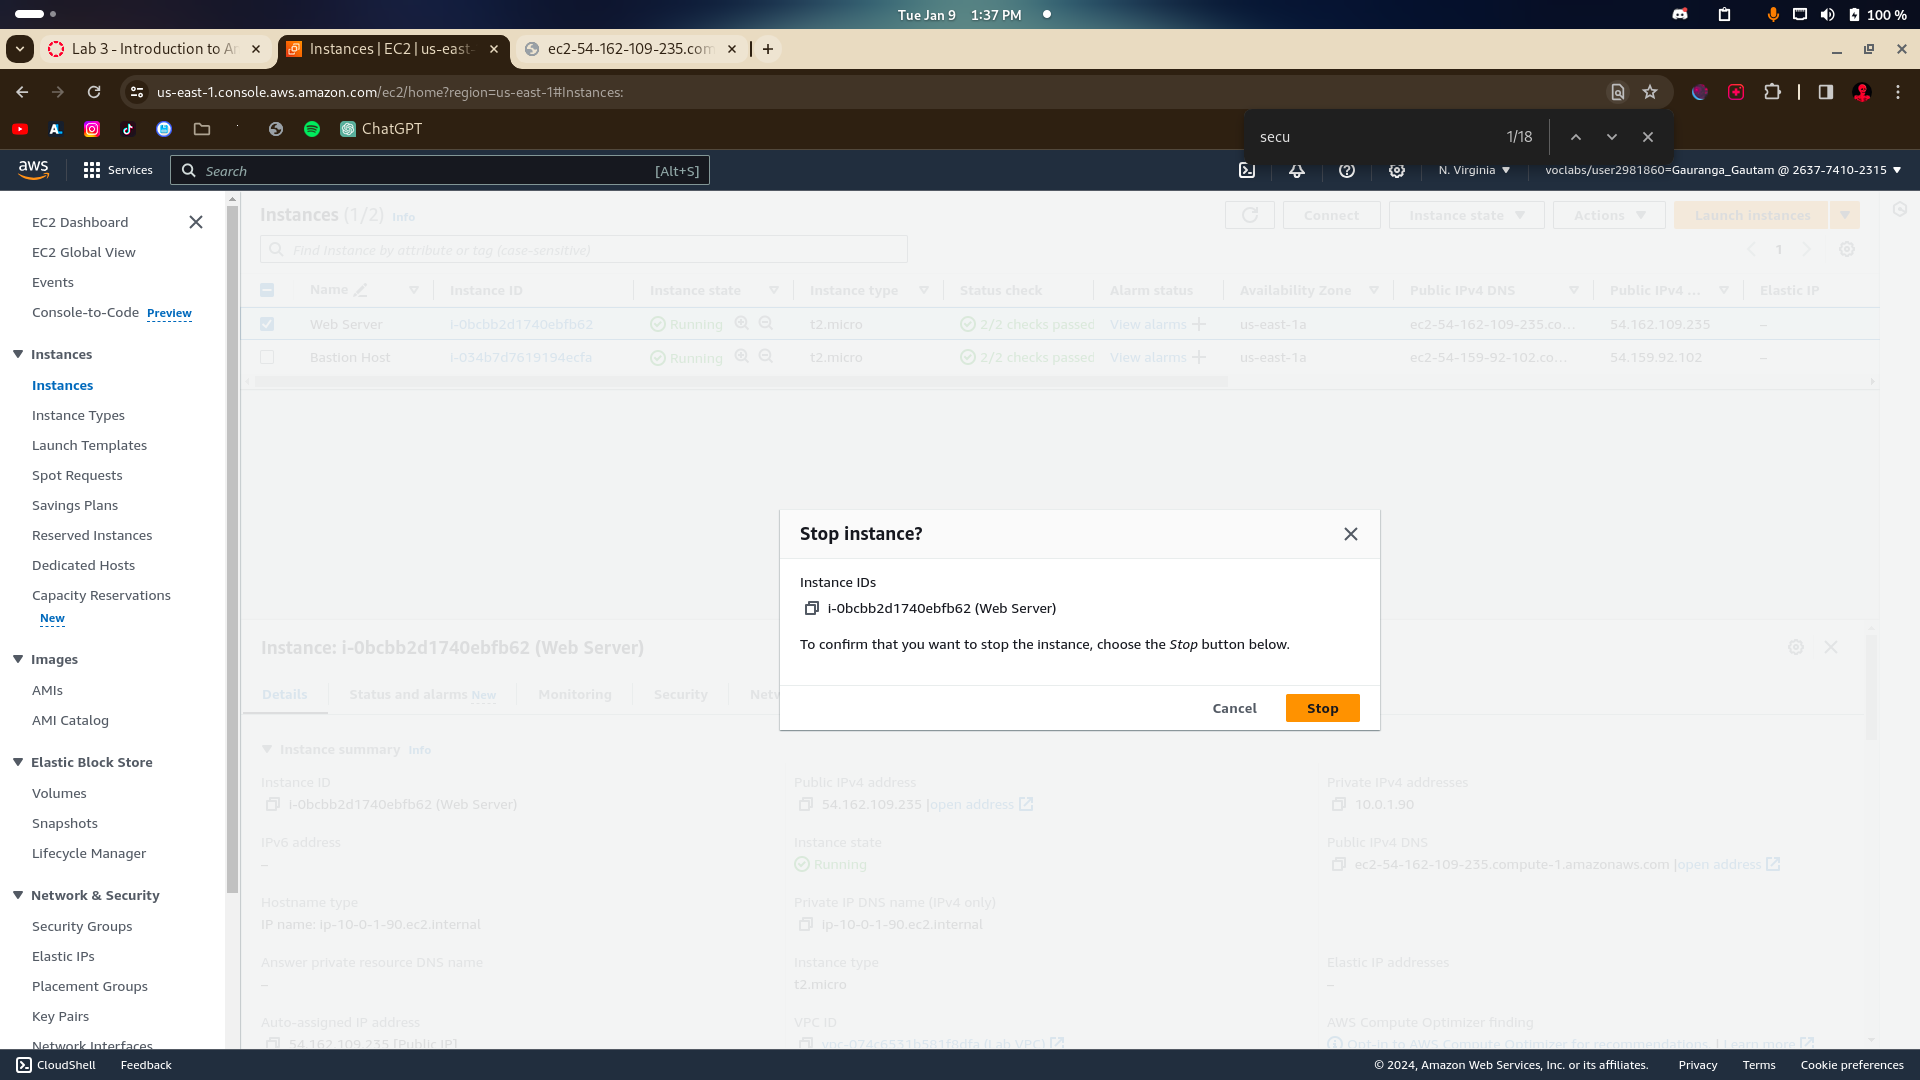 Tue Jan 9 1:37 PM
100 %
Lab 3 - Introduction to Am
Instances | EC2 | us-east-
ec2-54-162-109-235.com
us-east-1.console.aws.amazon.com/ec2/home?region=us-east-1#Instances:
ChatGPT
secu 1/18
aws
Services
Search [Alt+S]
N. Virginia
voclabs/user2981860=Gauranga_Gautam @ 2637-7410-2315
EC2 Dashboard
EC2 Global View
Events
Console-to-Code Preview
Instances
Instances
Instance Types
Launch Templates
Spot Requests
Savings Plans
Reserved Instances
Dedicated Hosts
Capacity Reservations
New
Images
AMIs
AMI Catalog
Elastic Block Store
Volumes
Snapshots
Lifecycle Manager
Network & Security
Security Groups
Elastic IPs
Placement Groups
Key Pairs
Network Interfaces
Instances (1/2) Info
Connect
Instance state
Actions
Launch instances
Find Instance by attribute or tag (case-sensitive)
1
Name Instance ID Instance state Instance type Status check Alarm status Availability Zone Public IPv4 DNS Public IPv4 ... Elastic IP
Web Server i-0bcbb2d1740ebfb62 Running t2.micro 2/2 checks passed View alarms us-east-1a ec2-54-162-109-235.co... 54.162.109.235 –
Bastion Host i-034b7d7619194ecfa Running t2.micro 2/2 checks passed View alarms us-east-1a ec2-54-159-92-102.co... 54.159.92.102 –
Stop instance?
Instance IDs
i-0bcbb2d1740ebfb62 (Web Server)
To confirm that you want to stop the instance, choose the Stop button below.
Cancel
Stop
Instance: i-0bcbb2d1740ebfb62 (Web Server)
Details
Status and alarms New
Monitoring
Security
Netw
Instance summary Info
Instance ID
i-0bcbb2d1740ebfb62 (Web Server)
Public IPv4 address
54.162.109.235 |open address
Private IPv4 addresses
10.0.1.90
IPv6 address
–
Instance state
Running
Public IPv4 DNS
ec2-54-162-109-235.compute-1.amazonaws.com |open address
Hostname type
IP name: ip-10-0-1-90.ec2.internal
Private IP DNS name (IPv4 only)
ip-10-0-1-90.ec2.internal
Answer private resource DNS name
–
Instance type
t2.micro
Elastic IP addresses
–
Auto-assigned IP address
54.162.109.235 [Public IP]
VPC ID
vpc-074c6531b581f8dfa (Lab VPC)
AWS Compute Optimizer finding
Opt-in to AWS Compute Optimizer for recommendations. | Learn more
CloudShell
Feedback
© 2024, Amazon Web Services, Inc. or its affiliates.
Privacy
Terms
Cookie preferences